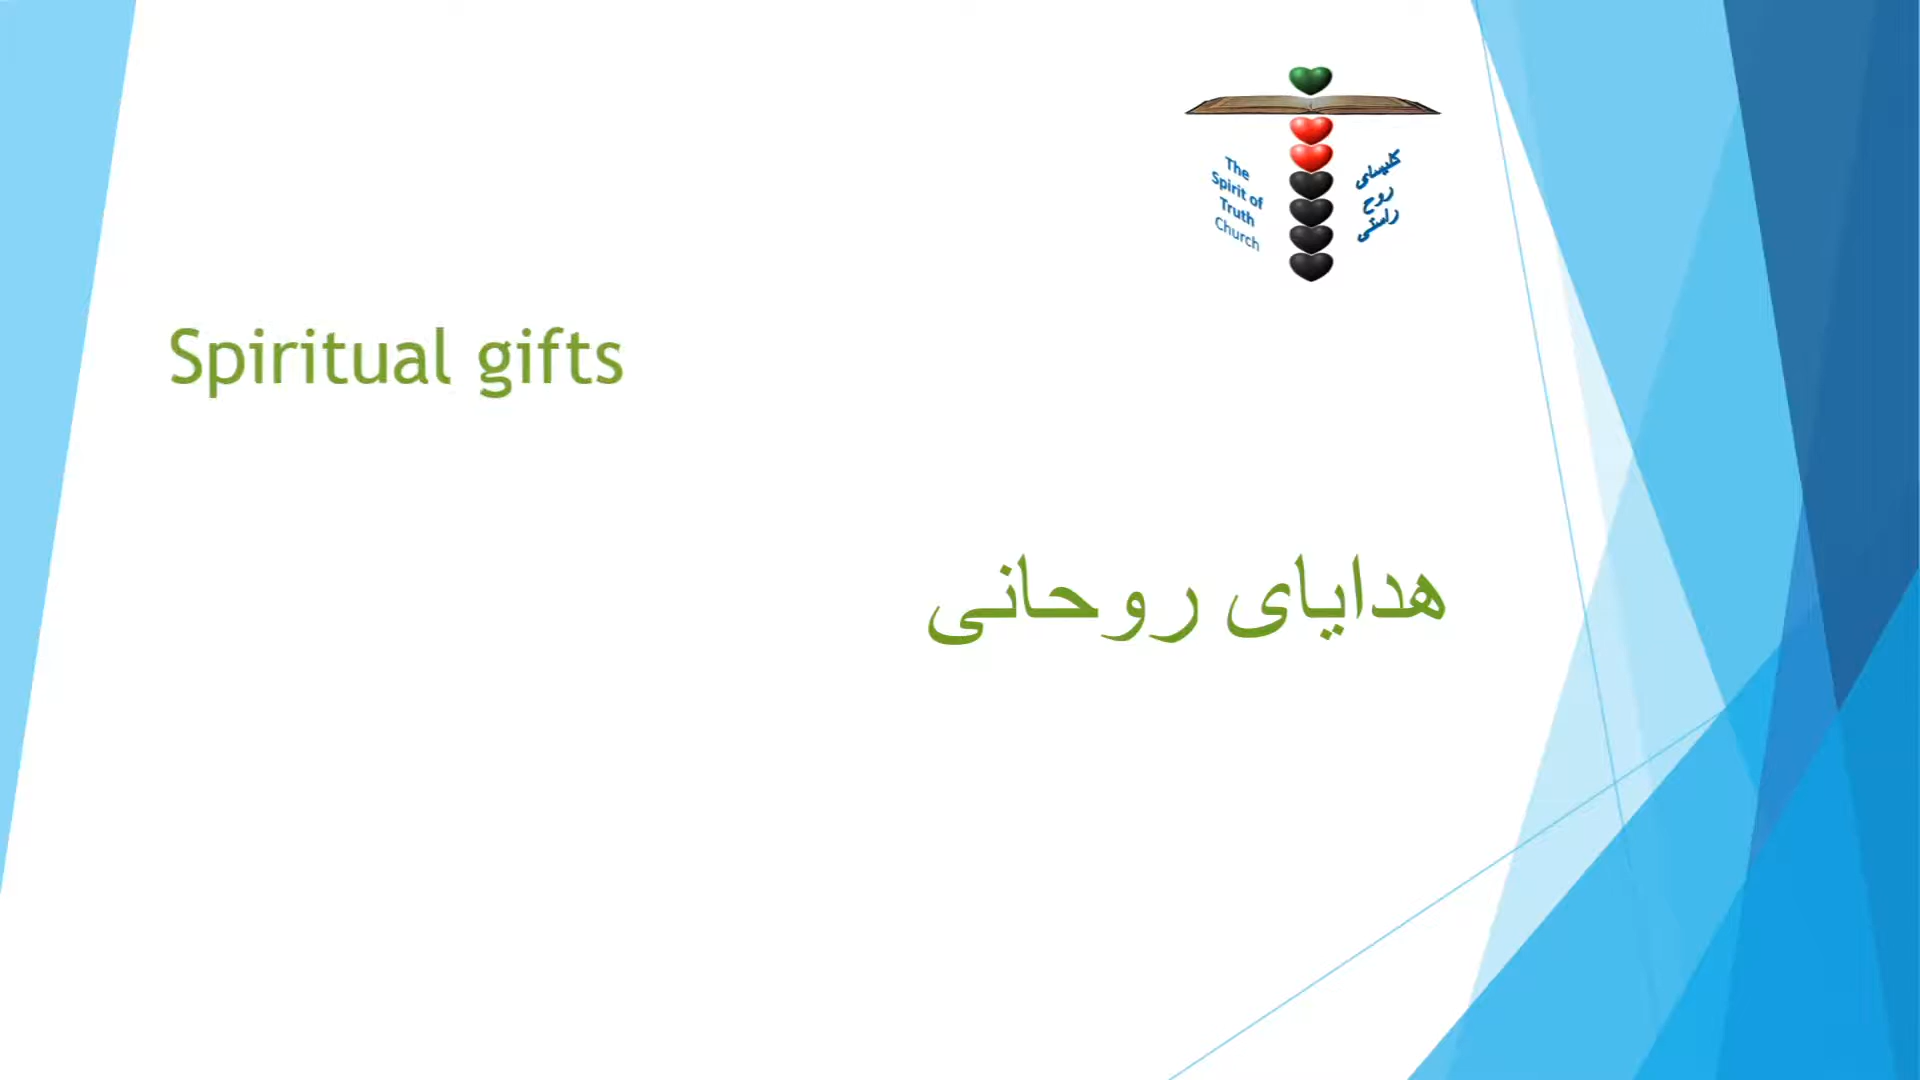 The
Spirit of
Truth
Church
کلیسای
روح
راستی
Spiritual gifts
هدایای روحانی